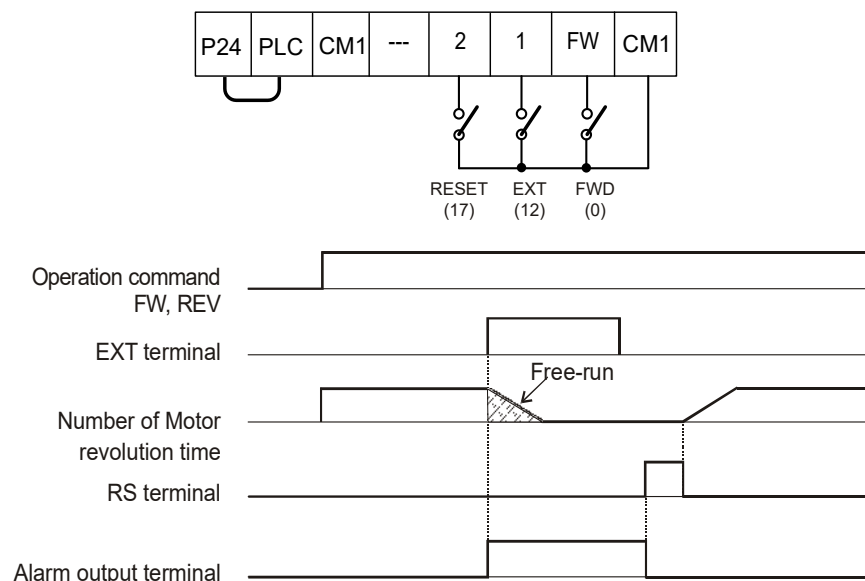 P24 PLC CM1 --- 2 1 FW CM1
RESET EXT FWD
(17) (12) (0)
Operation command
FW, REV
EXT terminal
Free-run
Number of Motor
revolution time
RS terminal
Alarm output terminal